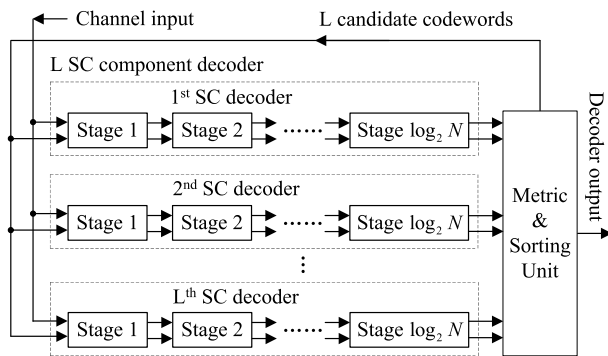 Channel input
L candidate codewords
L SC component decoder
1st SC decoder
Stage 1 Stage 2 ...... Stage log2 N
2nd SC decoder
Stage 1 Stage 2 ...... Stage log2 N
⋮
Lth SC decoder
Stage 1 Stage 2 ...... Stage log2 N
Metric
&
Sorting
Unit
Decoder output